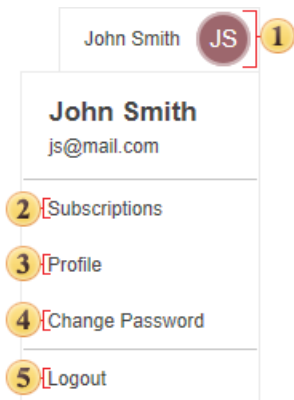 John Smith JS 1
John Smith
js@mail.com
2 Subscriptions
3 Profile
4 Change Password
5 Logout